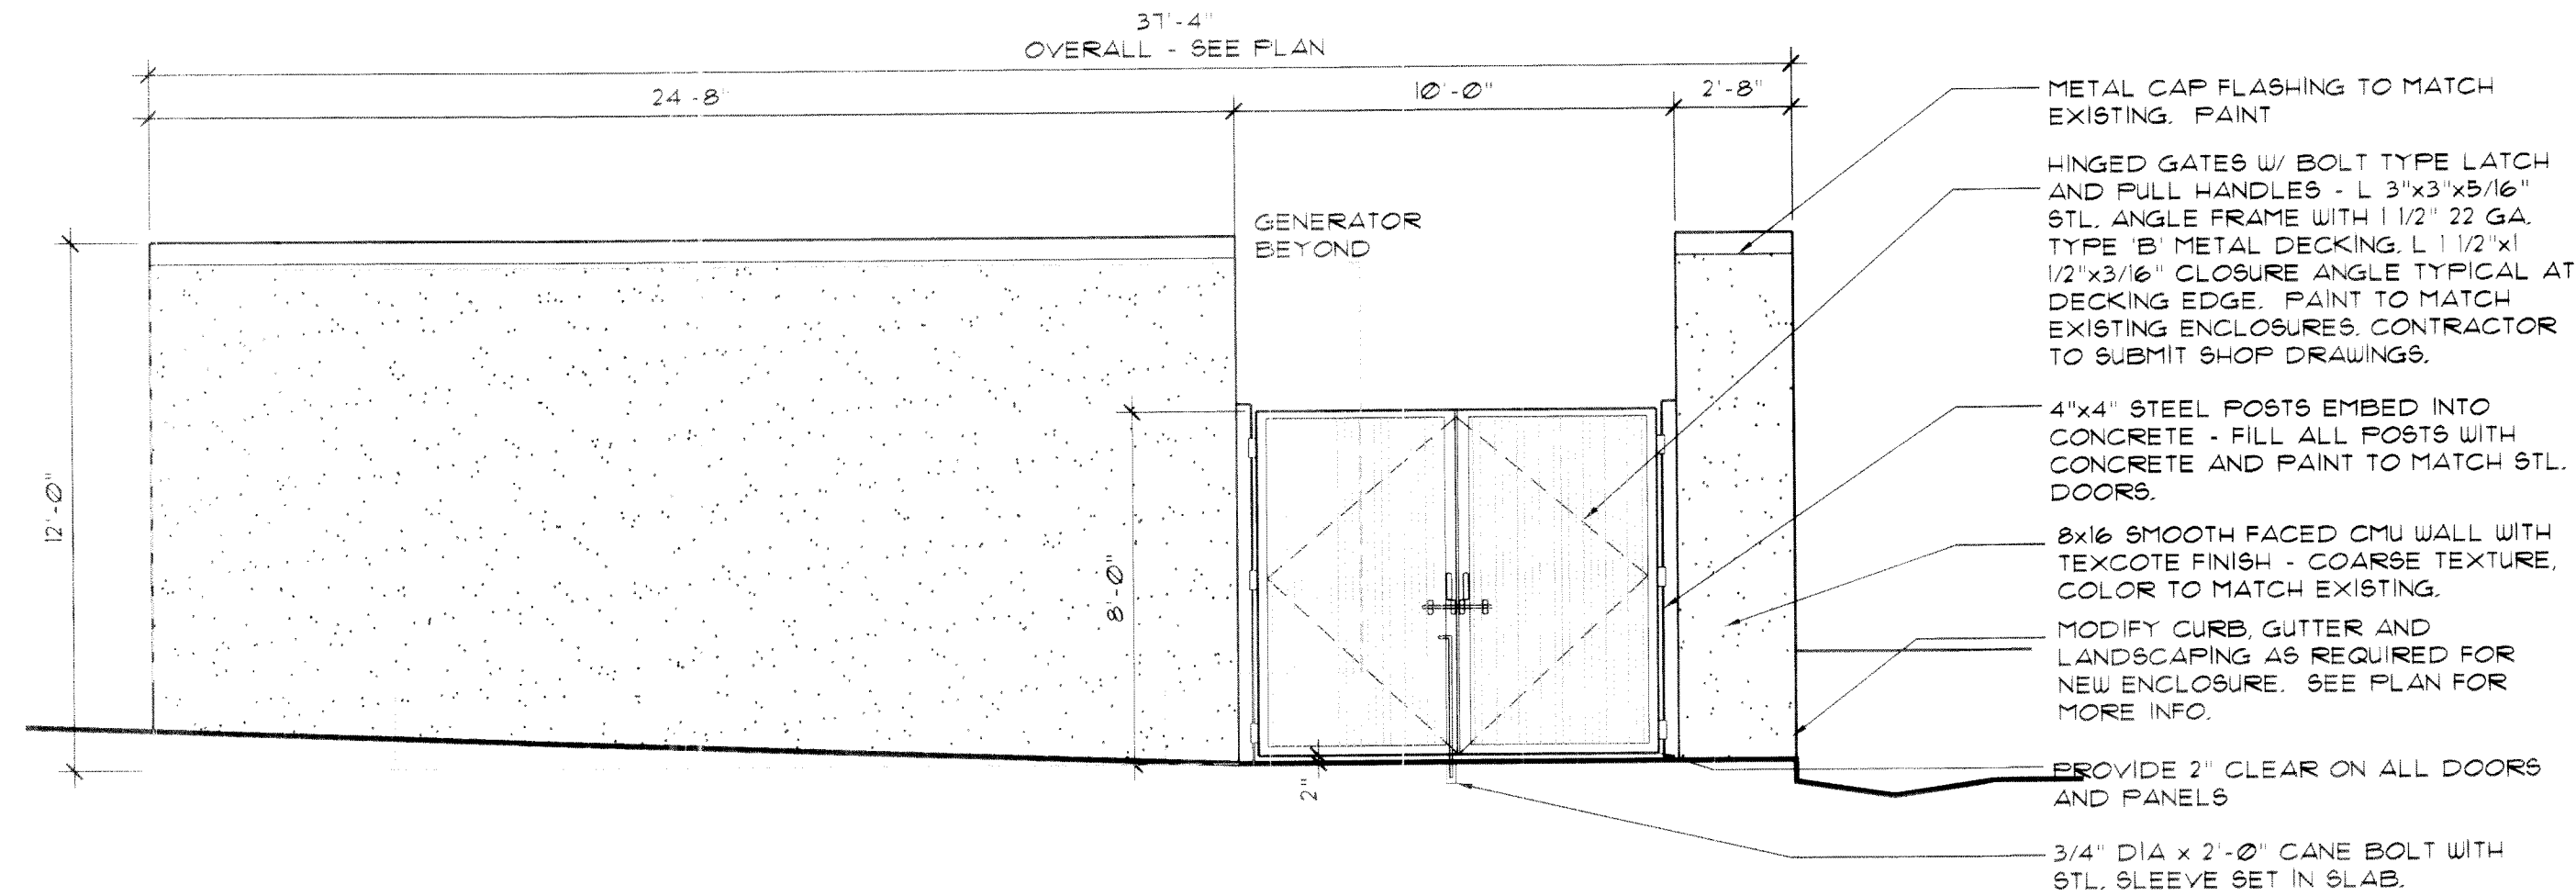 37'-4"
OVERALL - SEE PLAN
24'-8"
10'-0"
2'-8"
GENERATOR
BEYOND
12'-0"
8'-0"
2"
METAL CAP FLASHING TO MATCH
EXISTING. PAINT
HINGED GATES W/ BOLT TYPE LATCH
AND PULL HANDLES - L 3"x3"x5/16"
STL. ANGLE FRAME WITH 1 1/2" 22 GA.
TYPE 'B' METAL DECKING. L 1 1/2"x1
1/2"x3/16" CLOSURE ANGLE TYPICAL AT
DECKING EDGE. PAINT TO MATCH
EXISTING ENCLOSURES. CONTRACTOR
TO SUBMIT SHOP DRAWINGS.
4"x4" STEEL POSTS EMBED INTO
CONCRETE - FILL ALL POSTS WITH
CONCRETE AND PAINT TO MATCH STL.
DOORS.
8x16 SMOOTH FACED CMU WALL WITH
TEXCOTE FINISH - COARSE TEXTURE,
COLOR TO MATCH EXISTING.
MODIFY CURB, GUTTER AND
LANDSCAPING AS REQUIRED FOR
NEW ENCLOSURE. SEE PLAN FOR
MORE INFO.
PROVIDE 2" CLEAR ON ALL DOORS
AND PANELS
3/4" DIA x 2'-0" CANE BOLT WITH
STL. SLEEVE SET IN SLAB.